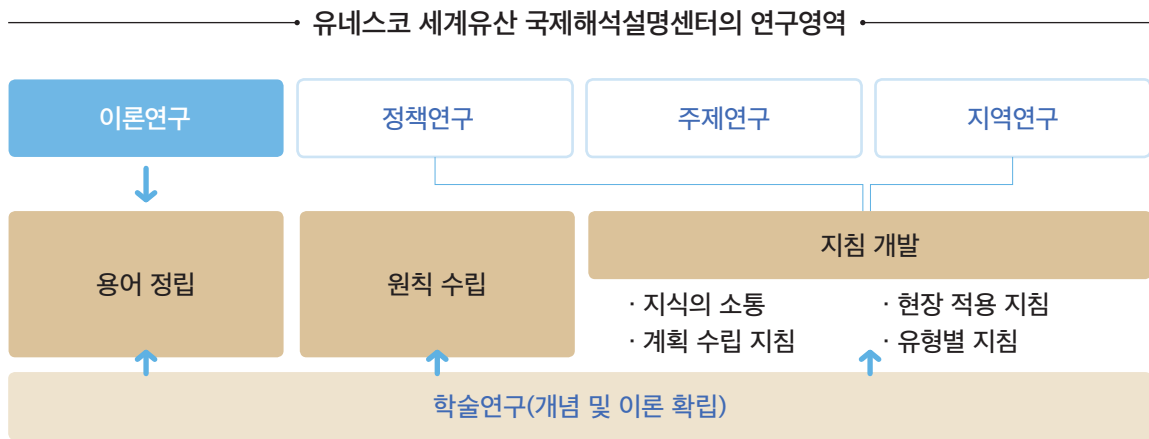 유네스코 세계유산 국제해석설명센터의 연구영역
이론연구
정책연구
주제연구
지역연구
용어 정립
원칙 수립
지침 개발
· 지식의 소통
· 계획 수립 지침
· 현장 적용 지침
· 유형별 지침
학술연구(개념 및 이론 확립)